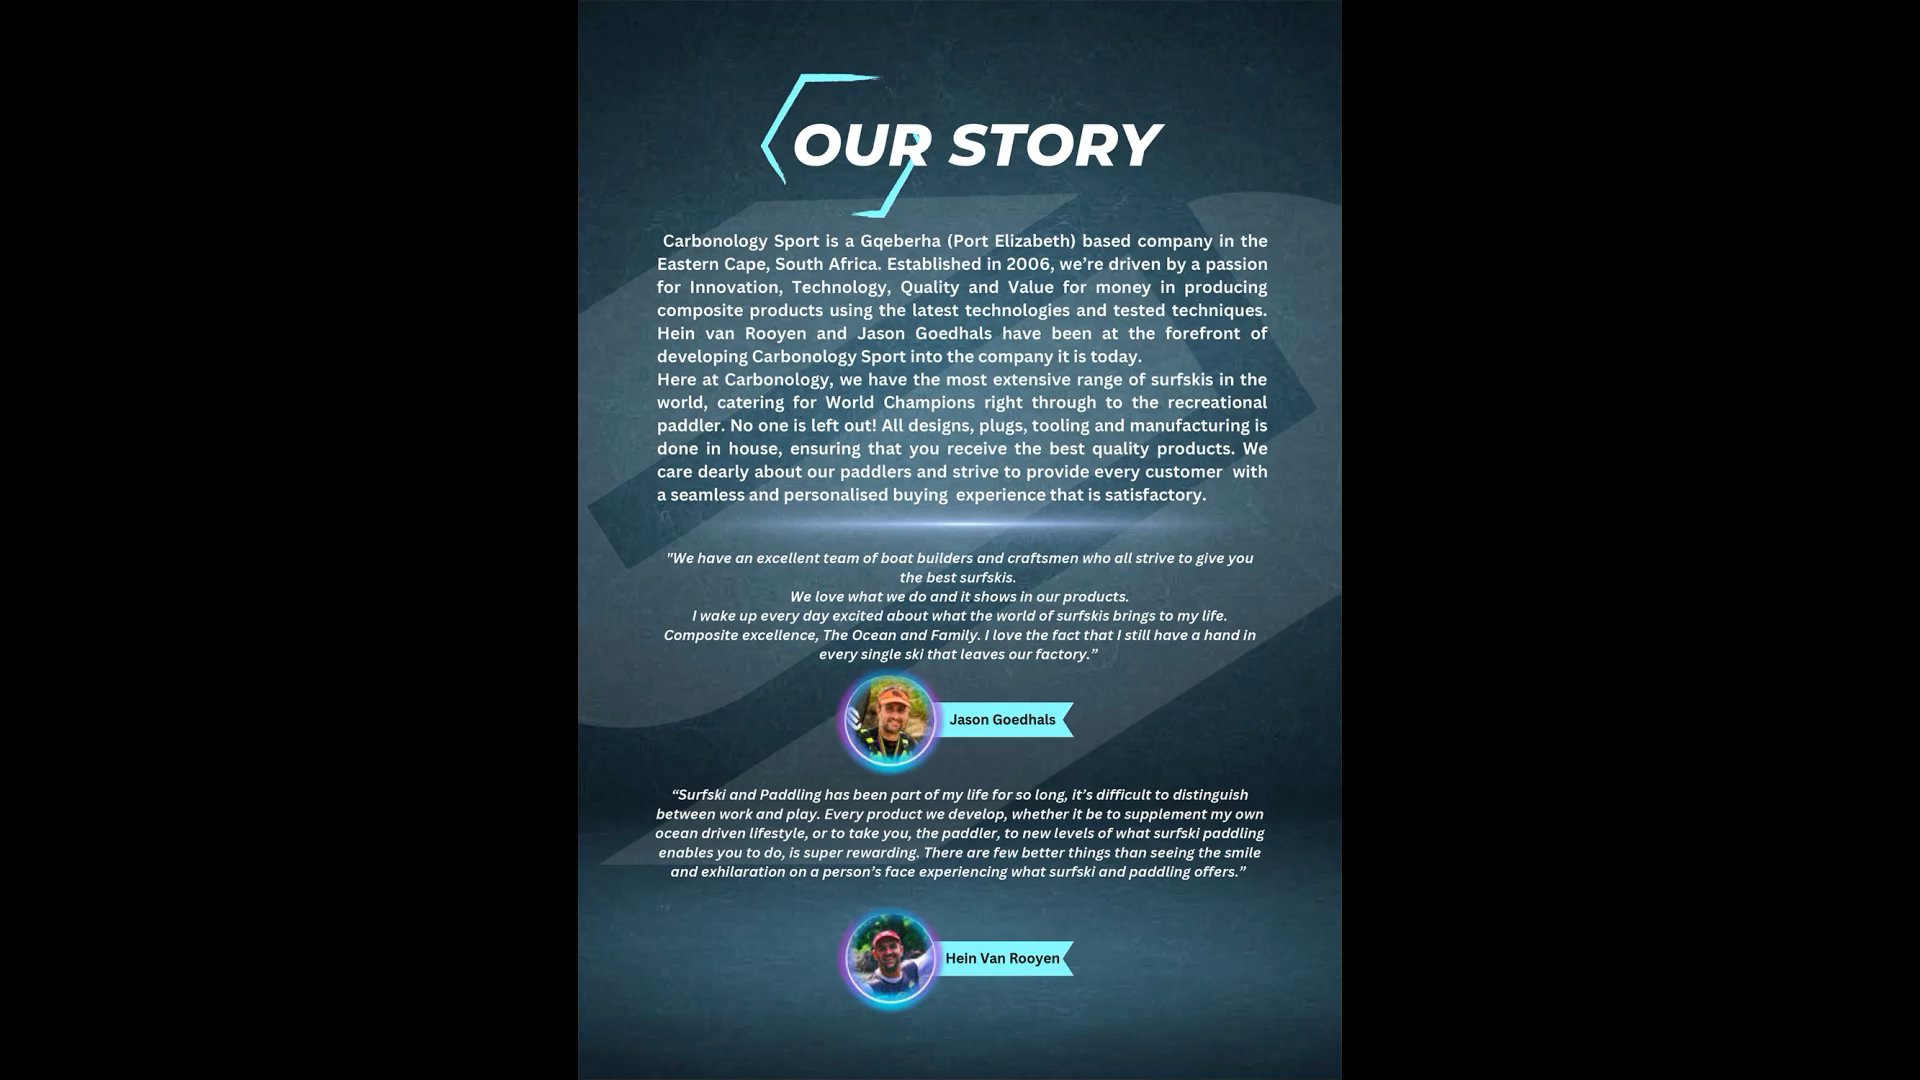 OUR STORY
Carbonology Sport is a Gqeberha (Port Elizabeth) based company in the
Eastern Cape, South Africa. Established in 2006, we’re driven by a passion
for Innovation, Technology, Quality and Value for money in producing
composite products using the latest technologies and tested techniques.
Hein van Rooyen and Jason Goedhals have been at the forefront of
developing Carbonology Sport into the company it is today.
Here at Carbonology, we have the most extensive range of surfskis in the
world, catering for World Champions right through to the recreational
paddler. No one is left out! All designs, plugs, tooling and manufacturing is
done in house, ensuring that you receive the best quality products. We
care dearly about our paddlers and strive to provide every customer with
a seamless and personalised buying experience that is satisfactory.
"We have an excellent team of boat builders and craftsmen who all strive to give you
the best surfskis.
We love what we do and it shows in our products.
I wake up every day excited about what the world of surfskis brings to my life.
Composite excellence, The Ocean and Family. I love the fact that I still have a hand in
every single ski that leaves our factory.”
Jason Goedhals
“Surfski and Paddling has been part of my life for so long, it’s difficult to distinguish
between work and play. Every product we develop, whether it be to supplement my own
ocean driven lifestyle, or to take you, the paddler, to new levels of what surfski paddling
enables you to do, is super rewarding. There are few better things than seeing the smile
and exhilaration on a person’s face experiencing what surfski and paddling offers.”
Hein Van Rooyen